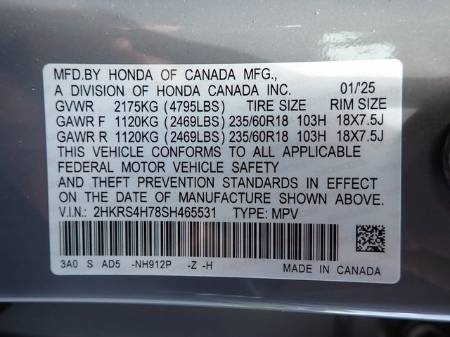 MFD.BY HONDA OF CANADA MFG.,
A DIVISION OF HONDA CANADA INC. 01/'25
GVWR 2175KG (4795LBS) TIRE SIZE RIM SIZE
GAWR F 1120KG (2469LBS) 235/60R18 103H 18X7.5J
GAWR R 1120KG (2469LBS) 235/60R18 103H 18X7.5J
THIS VEHICLE CONFORMS TO ALL APPLICABLE
FEDERAL MOTOR VEHICLE SAFETY
AND THEFT PREVENTION STANDARDS IN EFFECT
ON THE DATE OF MANUFACTURE SHOWN ABOVE.
V.I.N.: 2HKRS4H78SH465531 TYPE: MPV
3A0 S AD5 -NH912P -Z -H MADE IN CANADA